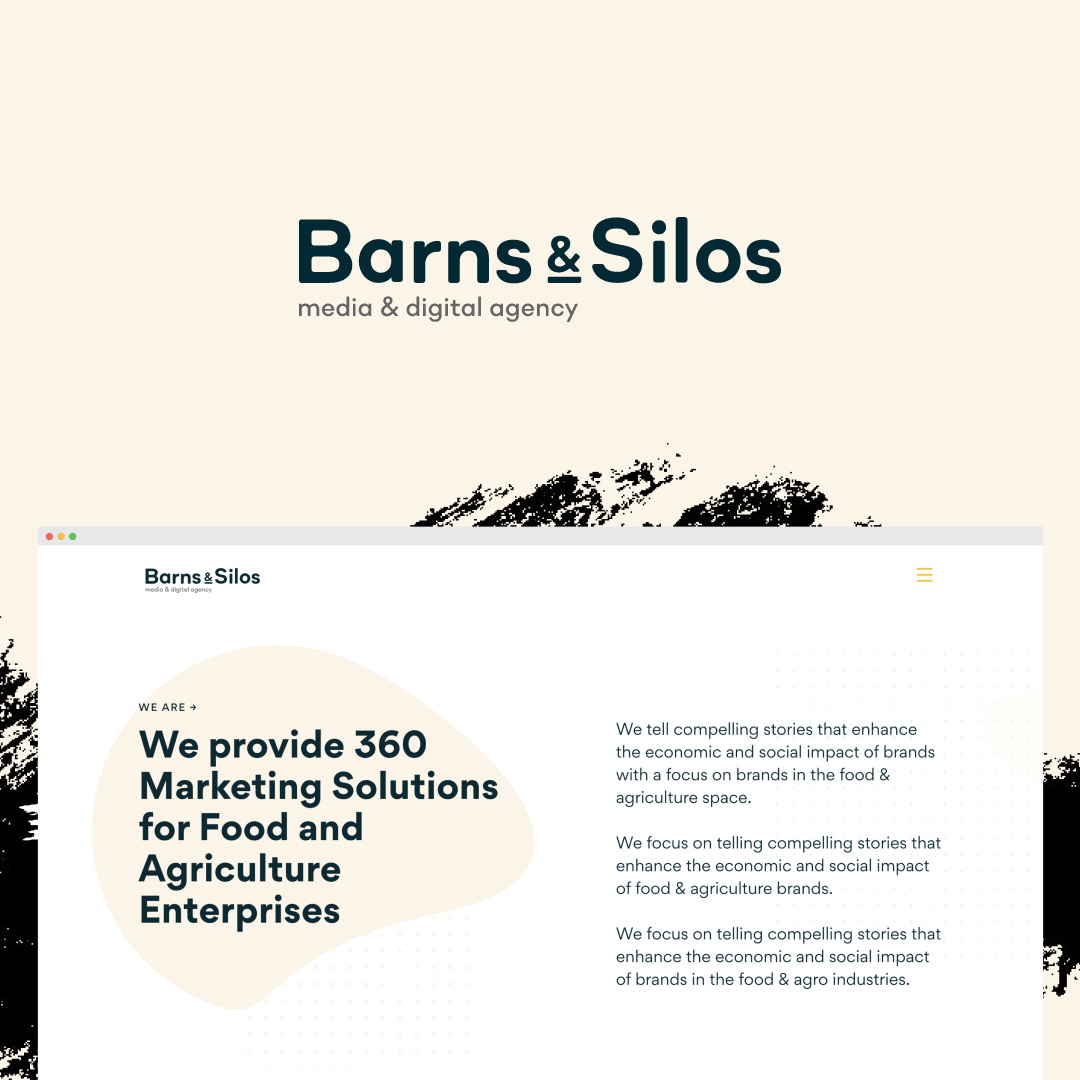 Barns & Silos
media & digital agency
Barns & Silos
media & digital agency
WE ARE →
We provide 360
Marketing Solutions
for Food and
Agriculture
Enterprises
We tell compelling stories that enhance
the economic and social impact of brands
with a focus on brands in the food &
agriculture space.
We focus on telling compelling stories that
enhance the economic and social impact
of food & agriculture brands.
We focus on telling compelling stories that
enhance the economic and social impact
of brands in the food & agro industries.